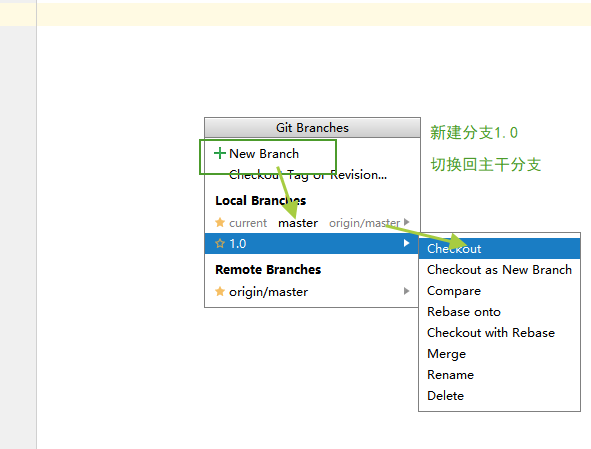 Git Branches
New Branch
Checkout Tag or Revision...
Local Branches
current master origin/master
1.0
Remote Branches
origin/master
新建分支1.0
切换回主干分支
Checkout
Checkout as New Branch
Compare
Rebase onto
Checkout with Rebase
Merge
Rename
Delete